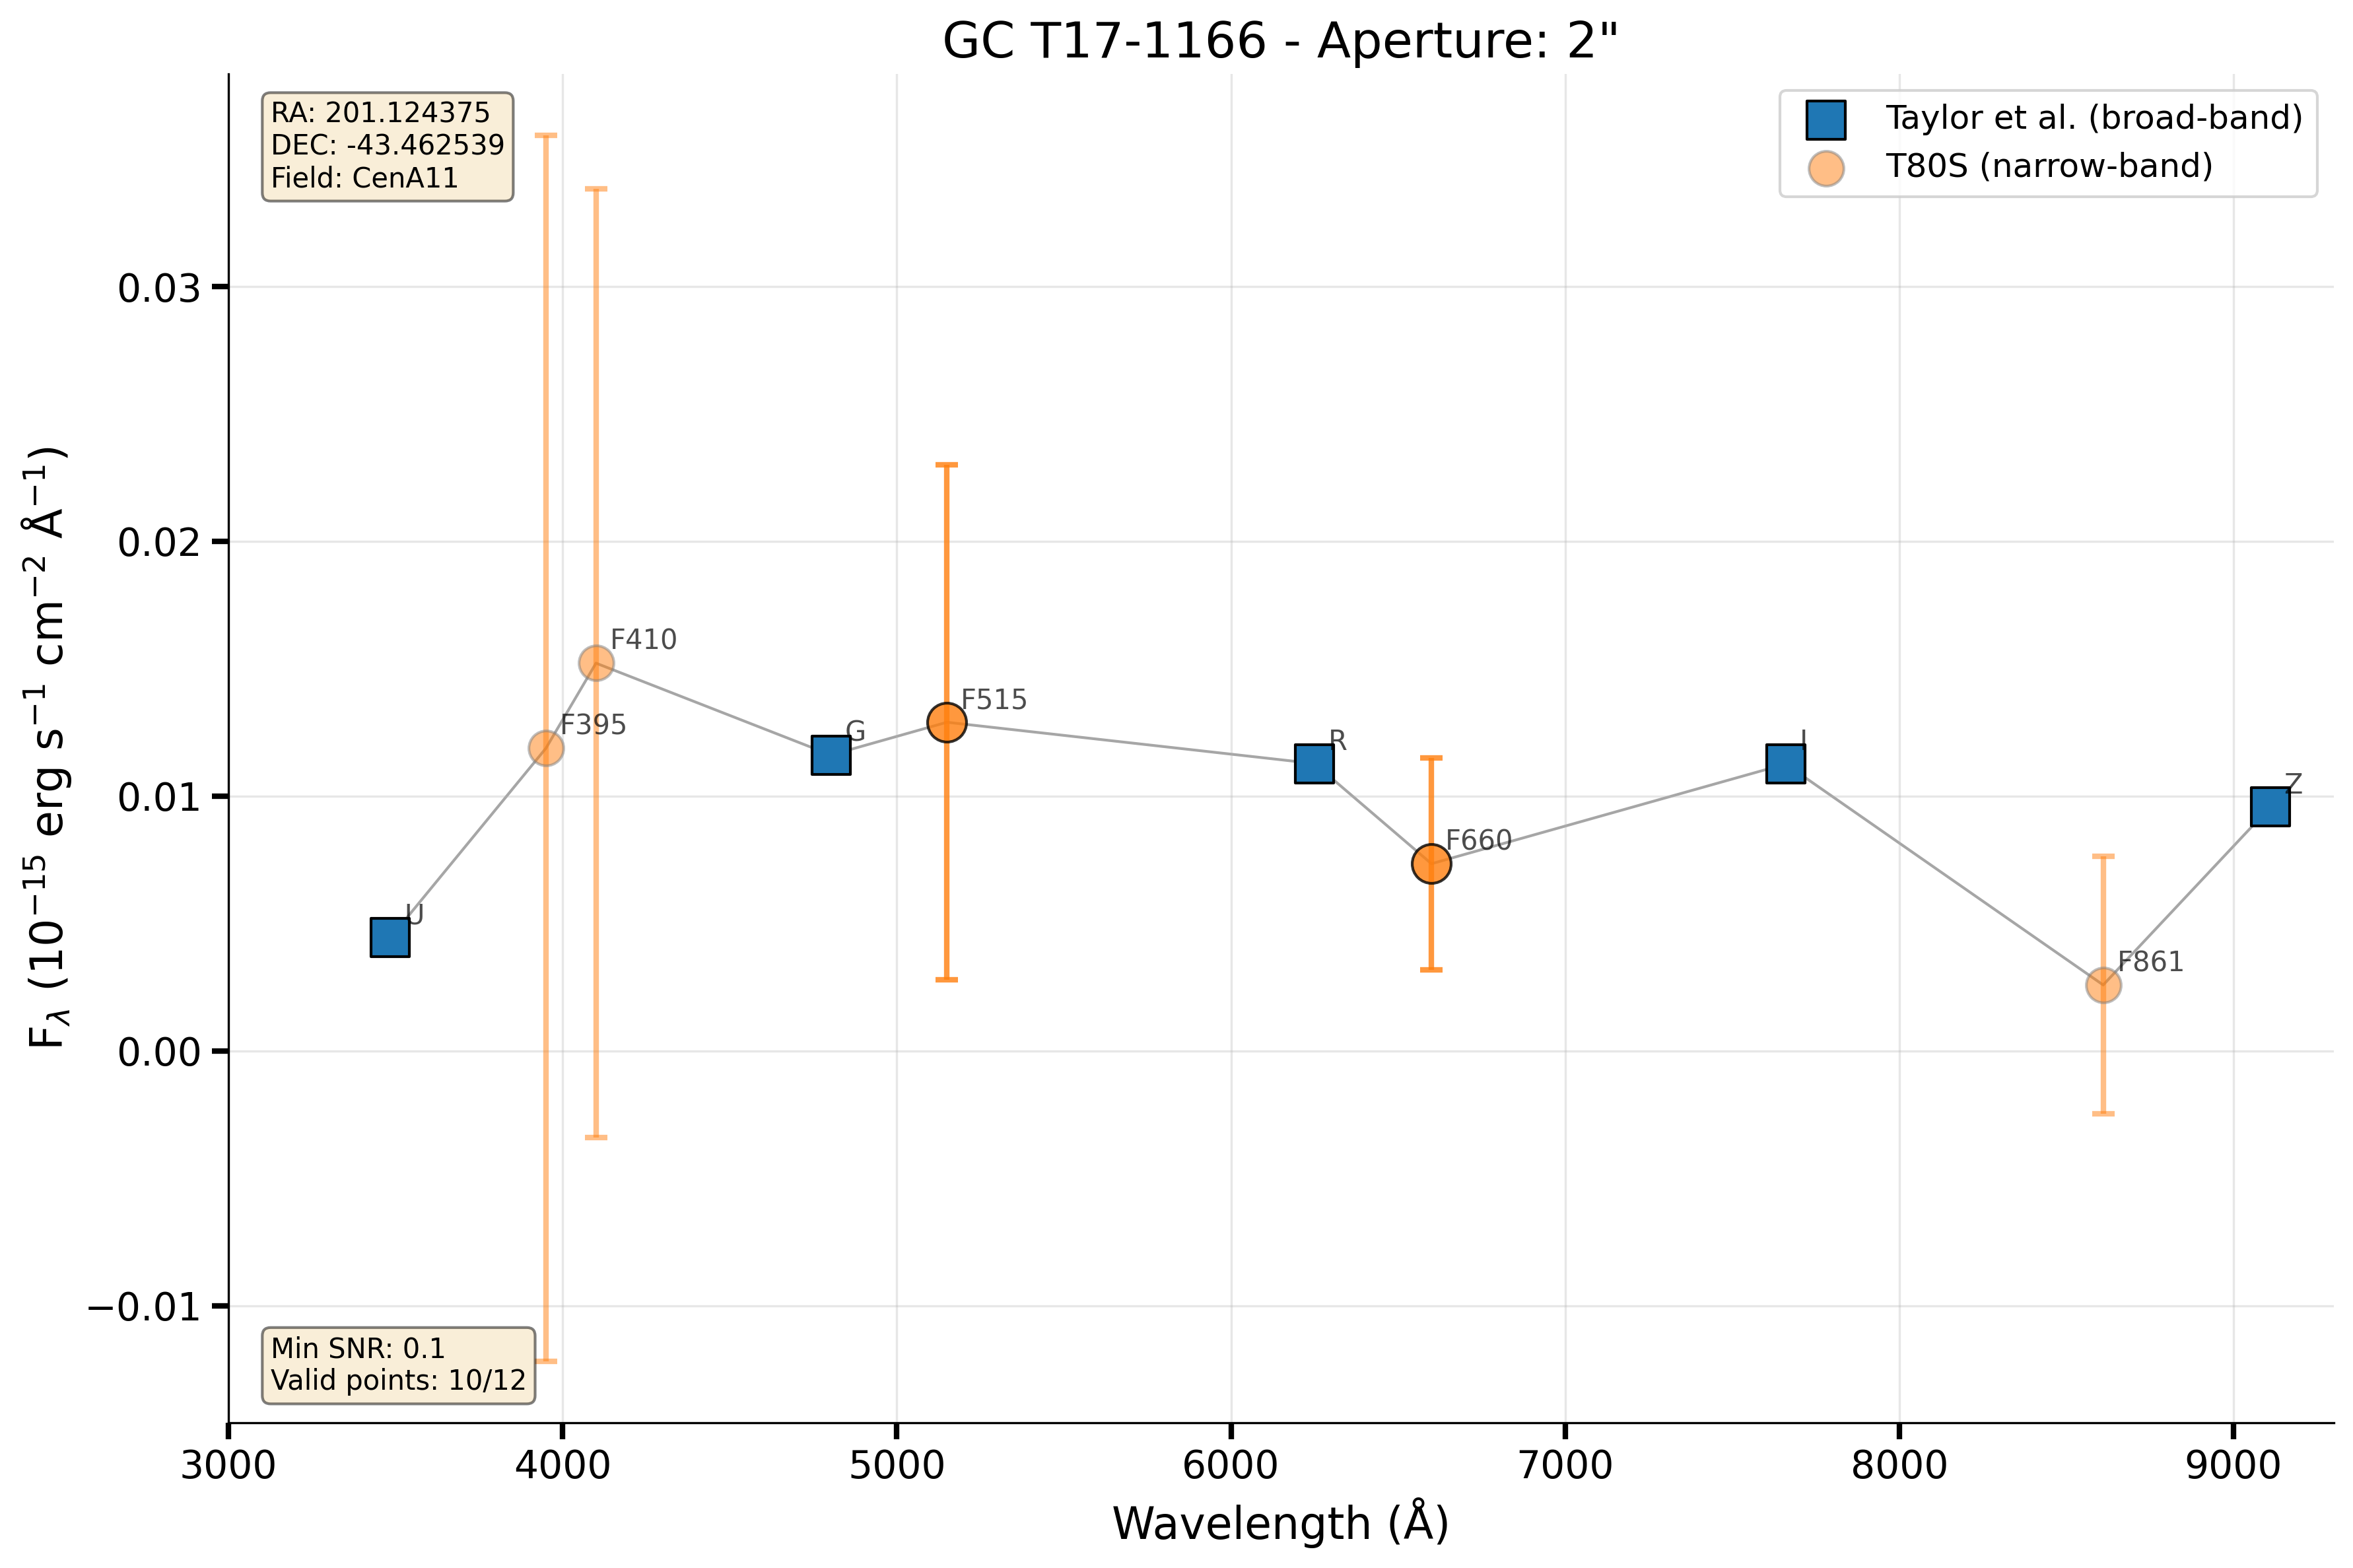 GC T17-1166 - Aperture: 2"
RA: 201.124375
DEC: -43.462539
Field: CenA11
Taylor et al. (broad-band)
T80S (narrow-band)
0.03
0.02
0.01
0.00
−0.01
F_λ (10⁻¹⁵ erg s⁻¹ cm⁻² Å⁻¹)
U
F395
F410
G
F515
R
F660
I
F861
Z
Min SNR: 0.1
Valid points: 10/12
3000 4000 5000 6000 7000 8000 9000
Wavelength (Å)